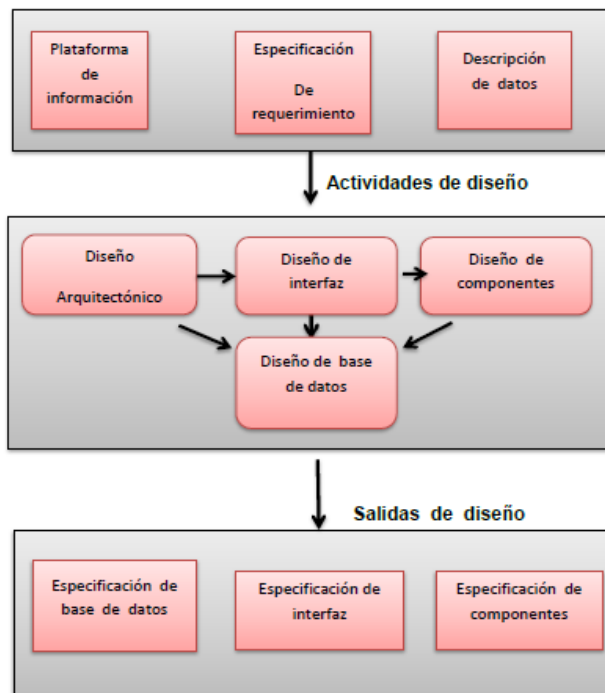 Plataforma
de
información
Especificación
De
requerimiento
Descripción
de datos
Actividades de diseño
Diseño
Arquitectónico
Diseño de
interfaz
Diseño de
componentes
Diseño de base
de datos
Salidas de diseño
Especificación de
base de datos
Especificación de
interfaz
Especificación de
componentes